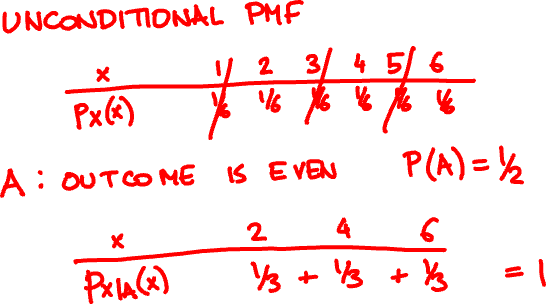 UNCONDITIONAL PMF
x 1 2 3 4 5 6
Px(x) 1/6 1/6 1/6 1/6 1/6 1/6
A : OUTCOME IS EVEN P(A) = 1/2
x 2 4 6
Px|A(x) 1/3 + 1/3 + 1/3 = 1